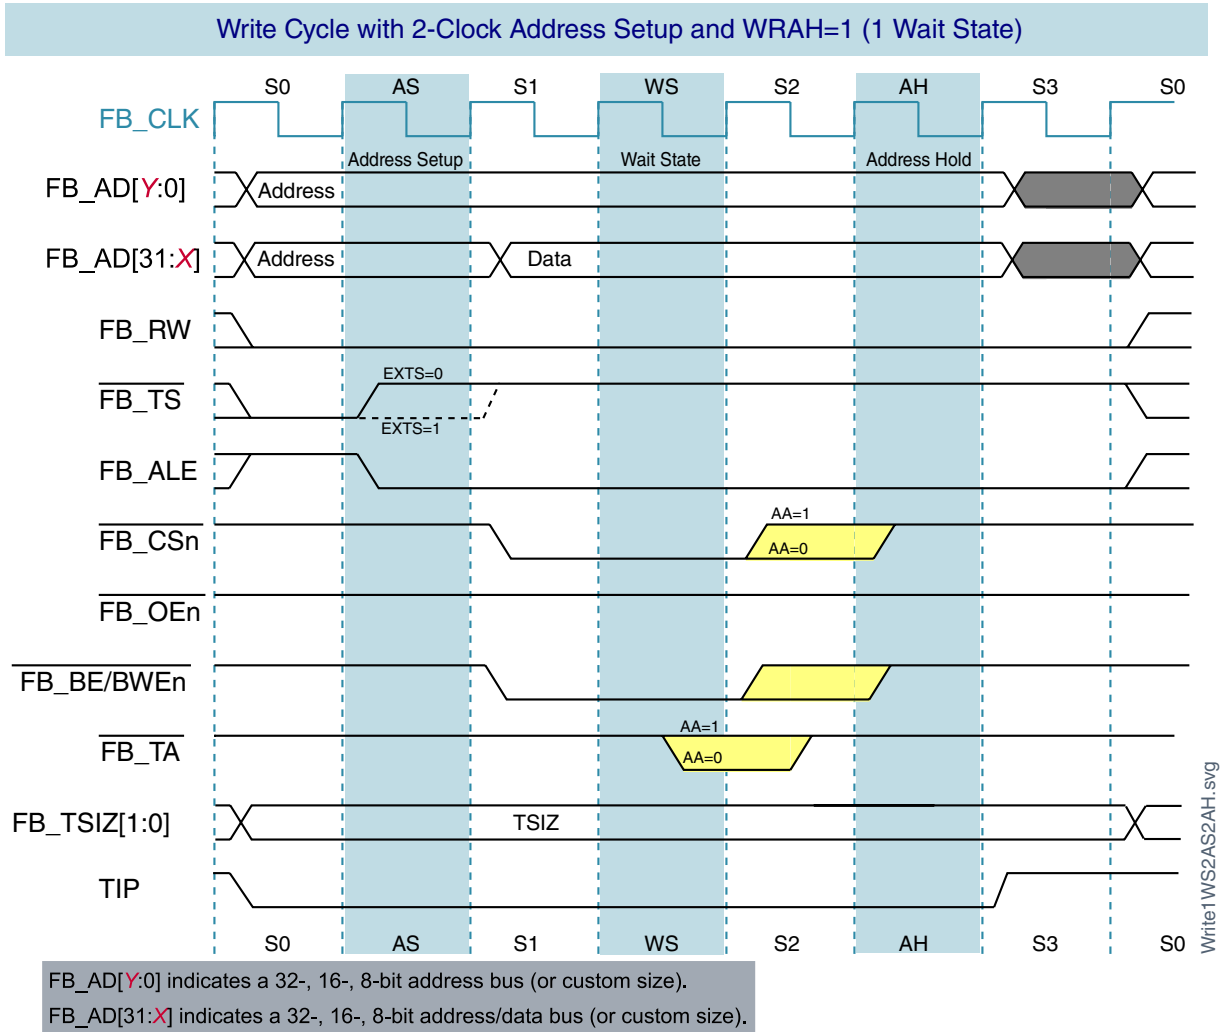 Write Cycle with 2-Clock Address Setup and WRAH=1 (1 Wait State)
S0 AS S1 WS S2 AH S3 S0
FB_CLK
Address Setup Wait State Address Hold
FB_AD[Y:0] Address
FB_AD[31:X] Address Data
FB_RW
EXTS=0
FB_TS
EXTS=1
FB_ALE
AA=1
FB_CSn AA=0
FB_OEn
FB_BE/BWEn
AA=1
FB_TA AA=0
FB_TSIZ[1:0] TSIZ
TIP
S0 AS S1 WS S2 AH S3 S0
Write1WS2AS2AH.svg
FB_AD[Y:0] indicates a 32-, 16-, 8-bit address bus (or custom size).
FB_AD[31:X] indicates a 32-, 16-, 8-bit address/data bus (or custom size).